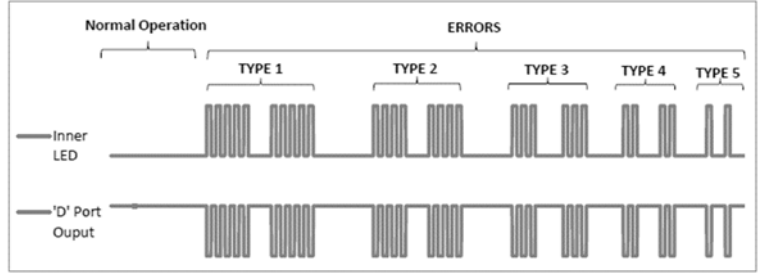 Normal Operation
ERRORS
TYPE 1
TYPE 2
TYPE 3
TYPE 4
TYPE 5
Inner
LED
'D' Port
Ouput